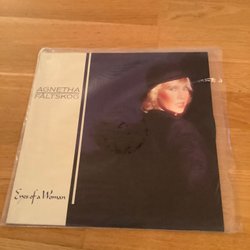 AGNETHA
FÄLTSKOG
Eyes of a Woman